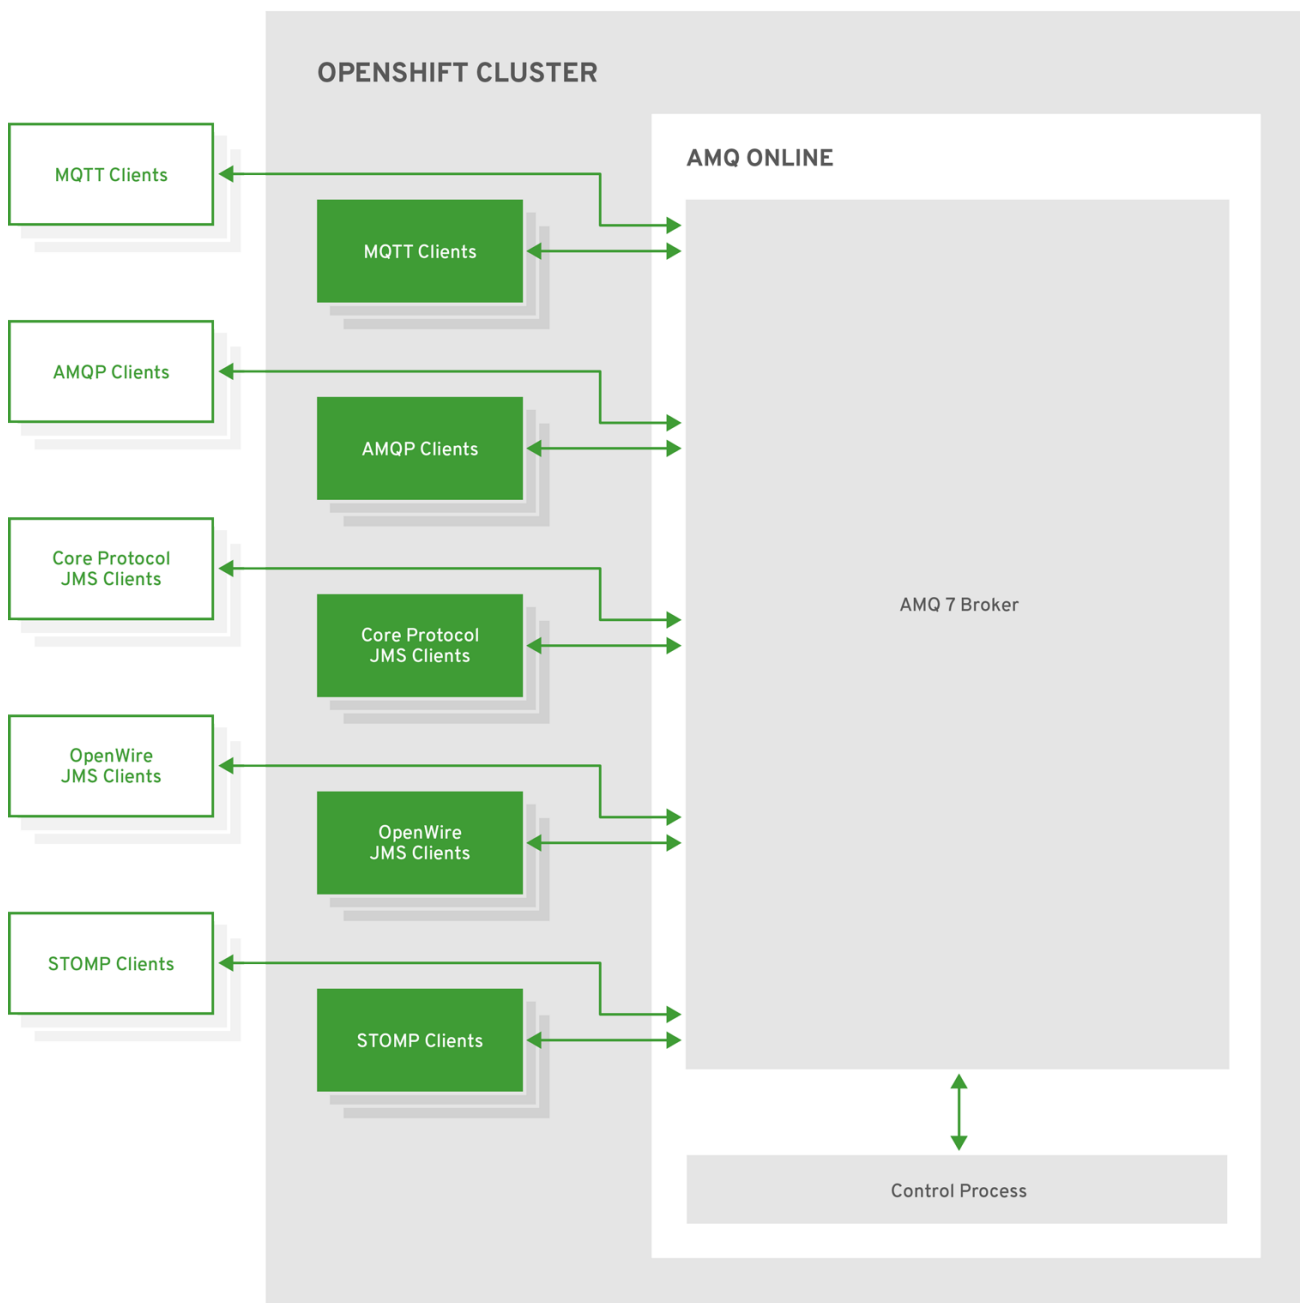 OPENSHIFT CLUSTER
AMQ ONLINE
MQTT Clients
MQTT Clients
AMQP Clients
AMQP Clients
Core Protocol
JMS Clients
Core Protocol
JMS Clients
AMQ 7 Broker
OpenWire
JMS Clients
OpenWire
JMS Clients
STOMP Clients
STOMP Clients
Control Process